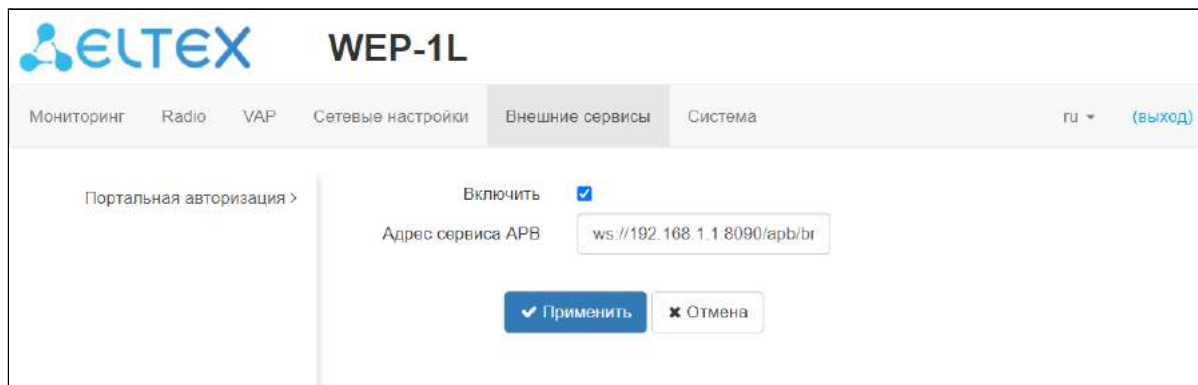 ELTEX WEP-1L
Мониторинг Radio VAP Сетевые настройки Внешние сервисы Система ru (выход)
Портальная авторизация >
Включить
Адрес сервиса APB ws://192.168.1.1:8090/apb/br
Применить Отмена